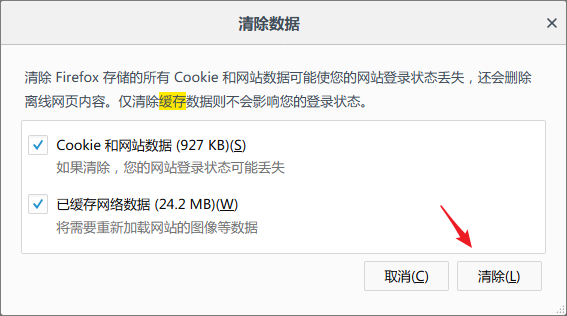 清除数据
清除 Firefox 存储的所有 Cookie 和网站数据可能使您的网站登录状态丢失，还会删除
离线网页内容。仅清除缓存数据则不会影响您的登录状态。
Cookie 和网站数据 (927 KB)(S)
如果清除，您的网站登录状态可能丢失
已缓存网络数据 (24.2 MB)(W)
将需要重新加载网站的图像等数据
取消(C) 清除(L)